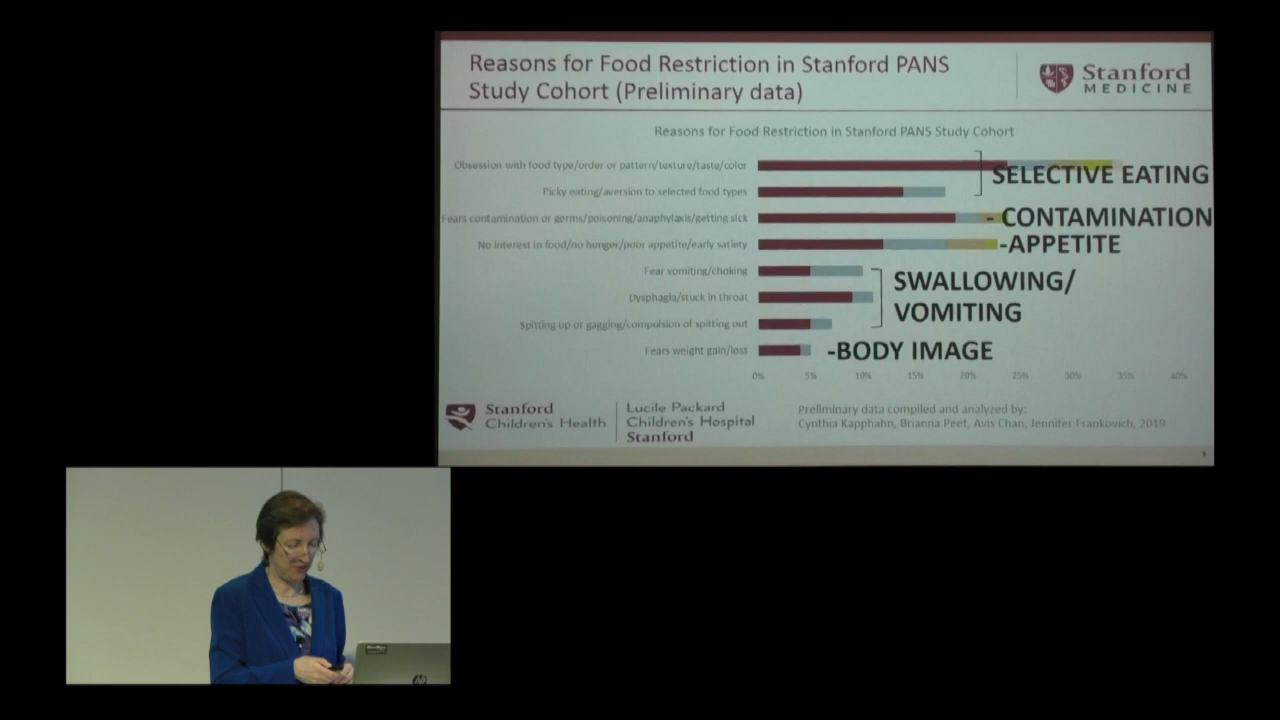 Reasons for Food Restriction in Stanford PANS
Study Cohort (Preliminary data)
Stanford
MEDICINE
Reasons for Food Restriction in Stanford PANS Study Cohort
Obsession with food type/order or pattern/texture/taste/color
SELECTIVE EATING
Picky eating/aversion to selected food types
Fears contamination or germs/poisoning/anaphylaxis/getting sick
- CONTAMINATION
No interest in food/no hunger/poor appetite/early satiety
-APPETITE
Fear vomiting/choking
SWALLOWING/
VOMITING
Dysphagia/stuck in throat
Spitting up or gagging/compulsion of spitting out
Fears weight gain/loss
-BODY IMAGE
0% 5% 10% 15% 20% 25% 30% 35% 40%
Stanford
Children's Health
Lucile Packard
Children's Hospital
Stanford
Preliminary data compiled and analyzed by:
Cynthia Kapphahn, Brianna Peet, Avis Chan, Jennifer Frankovich, 2019
hp